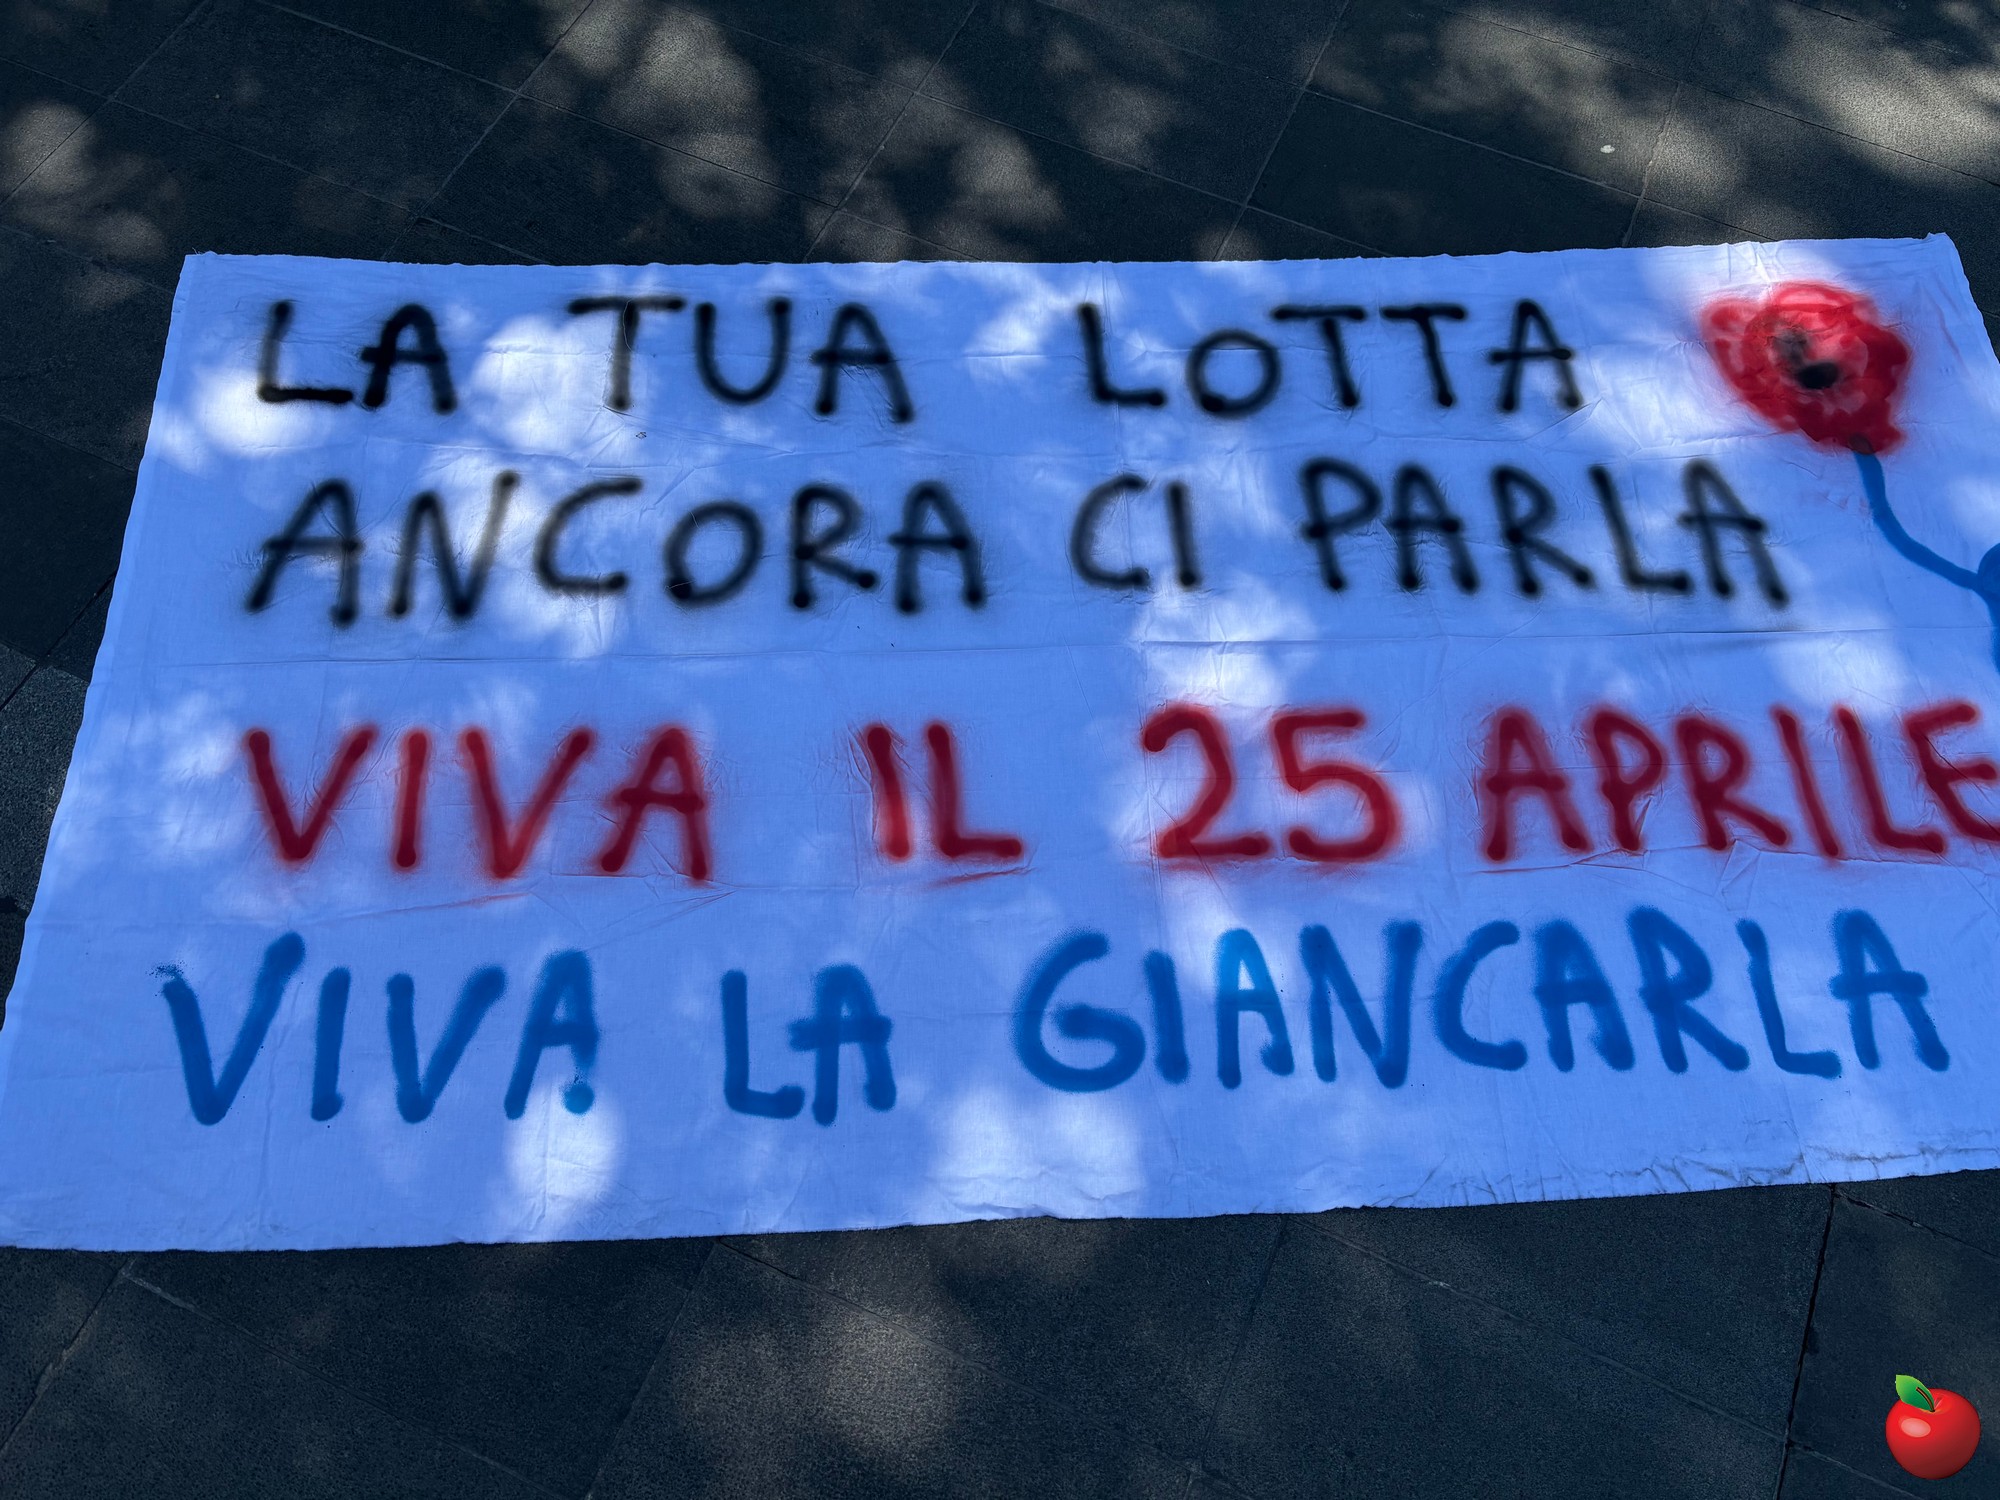 LA TUA LOTTA
ANCORA CI PARLA
VIVA IL 25 APRILE
VIVA LA GIANCARLA